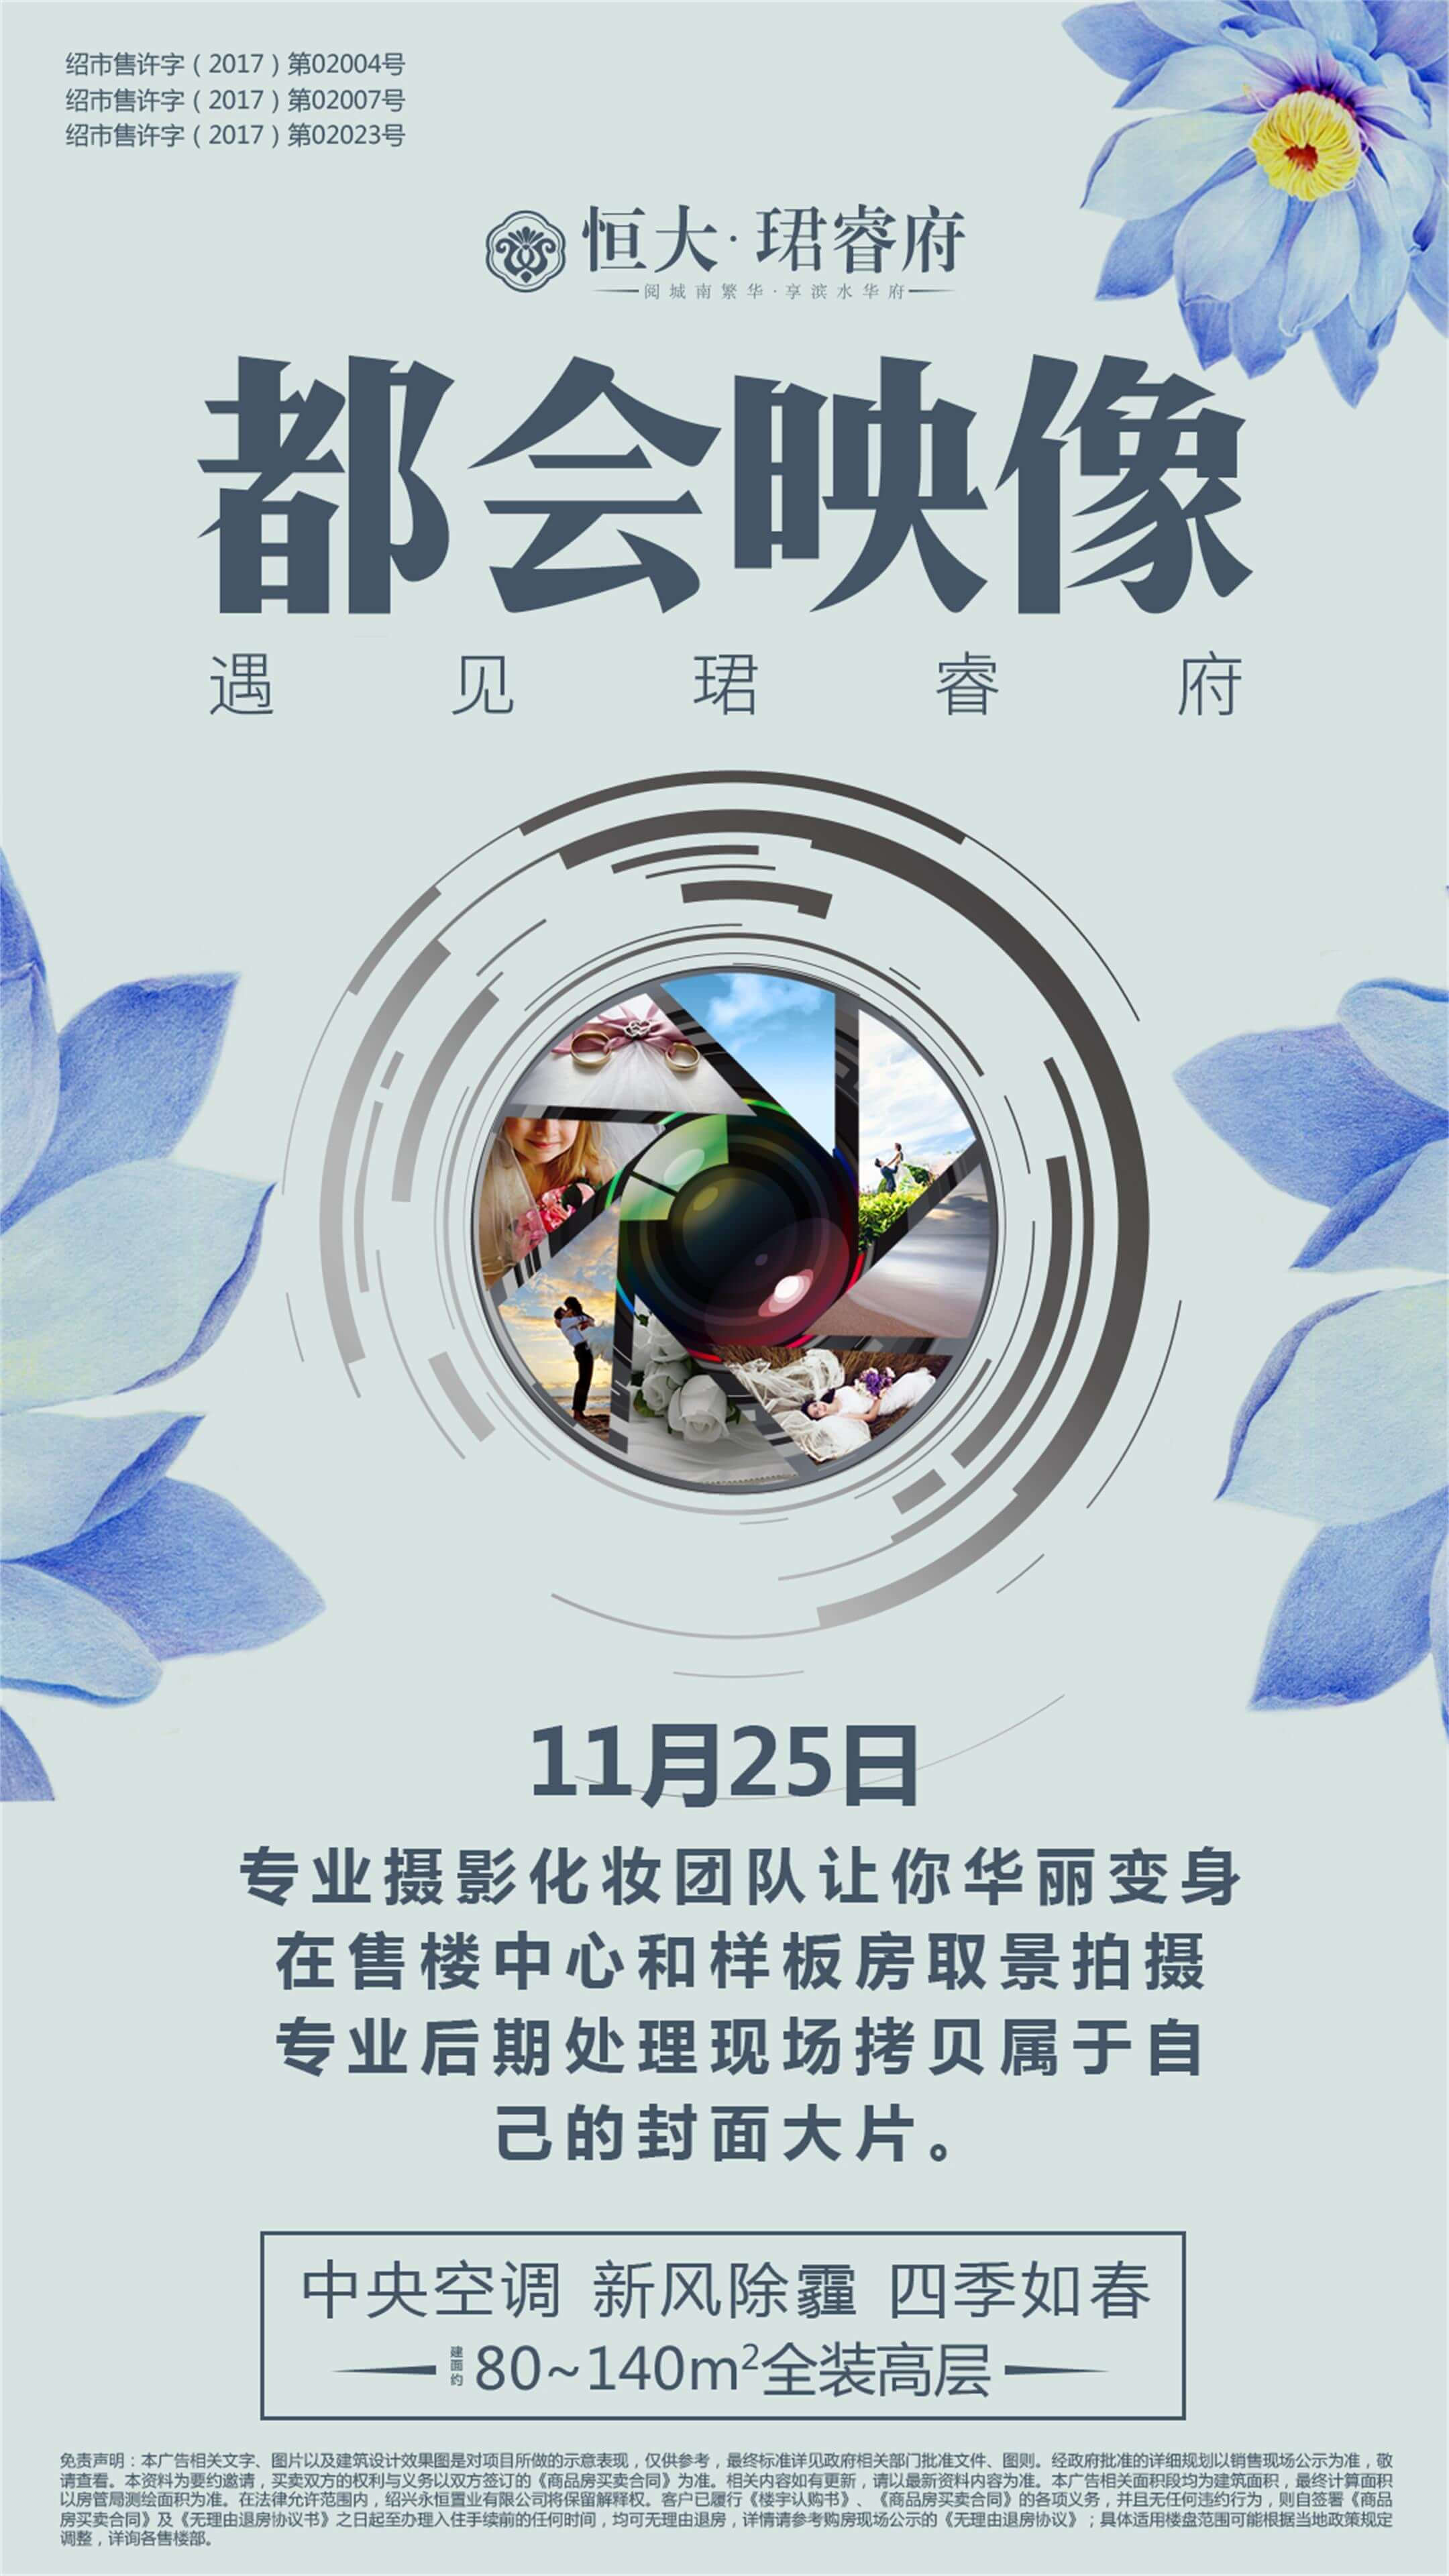 绍市售许字（2017）第02004号
绍市售许字（2017）第02007号
绍市售许字（2017）第02023号
恒大·珺睿府
阅城南繁华·享滨水华府
都会映像
遇见珺睿府
11月25日
专业摄影化妆团队让你华丽变身
在售楼中心和样板房取景拍摄
专业后期处理现场拷贝属于自
己的封面大片。
中央空调 新风除霾 四季如春
建面约80~140m²全装高层
免责声明：本广告相关文字、图片以及建筑设计效果图是对项目所做的示意表现，仅供参考，最终标准详见政府相关部门批准文件、图则。经政府批准的详细规划以销售现场公示为准，敬
请查看。本资料为要约邀请，买卖双方的权利与义务以双方签订的《商品房买卖合同》为准。相关内容如有更新，请以最新资料内容为准。本广告相关面积段均为建筑面积，最终计算面积
以房管局测绘面积为准。在法律允许范围内，绍兴永恒置业有限公司将保留解释权。客户已履行《楼宇认购书》、《商品房买卖合同》的各项义务，并且无任何违约行为，则自签署《商品
房买卖合同》及《无理由退房协议书》之日起至办理入住手续前的任何时间，均可无理由退房，详情请参考购房现场公示的《无理由退房协议》；具体适用楼盘范围可能根据当地政策规定
调整，详询各售楼部。